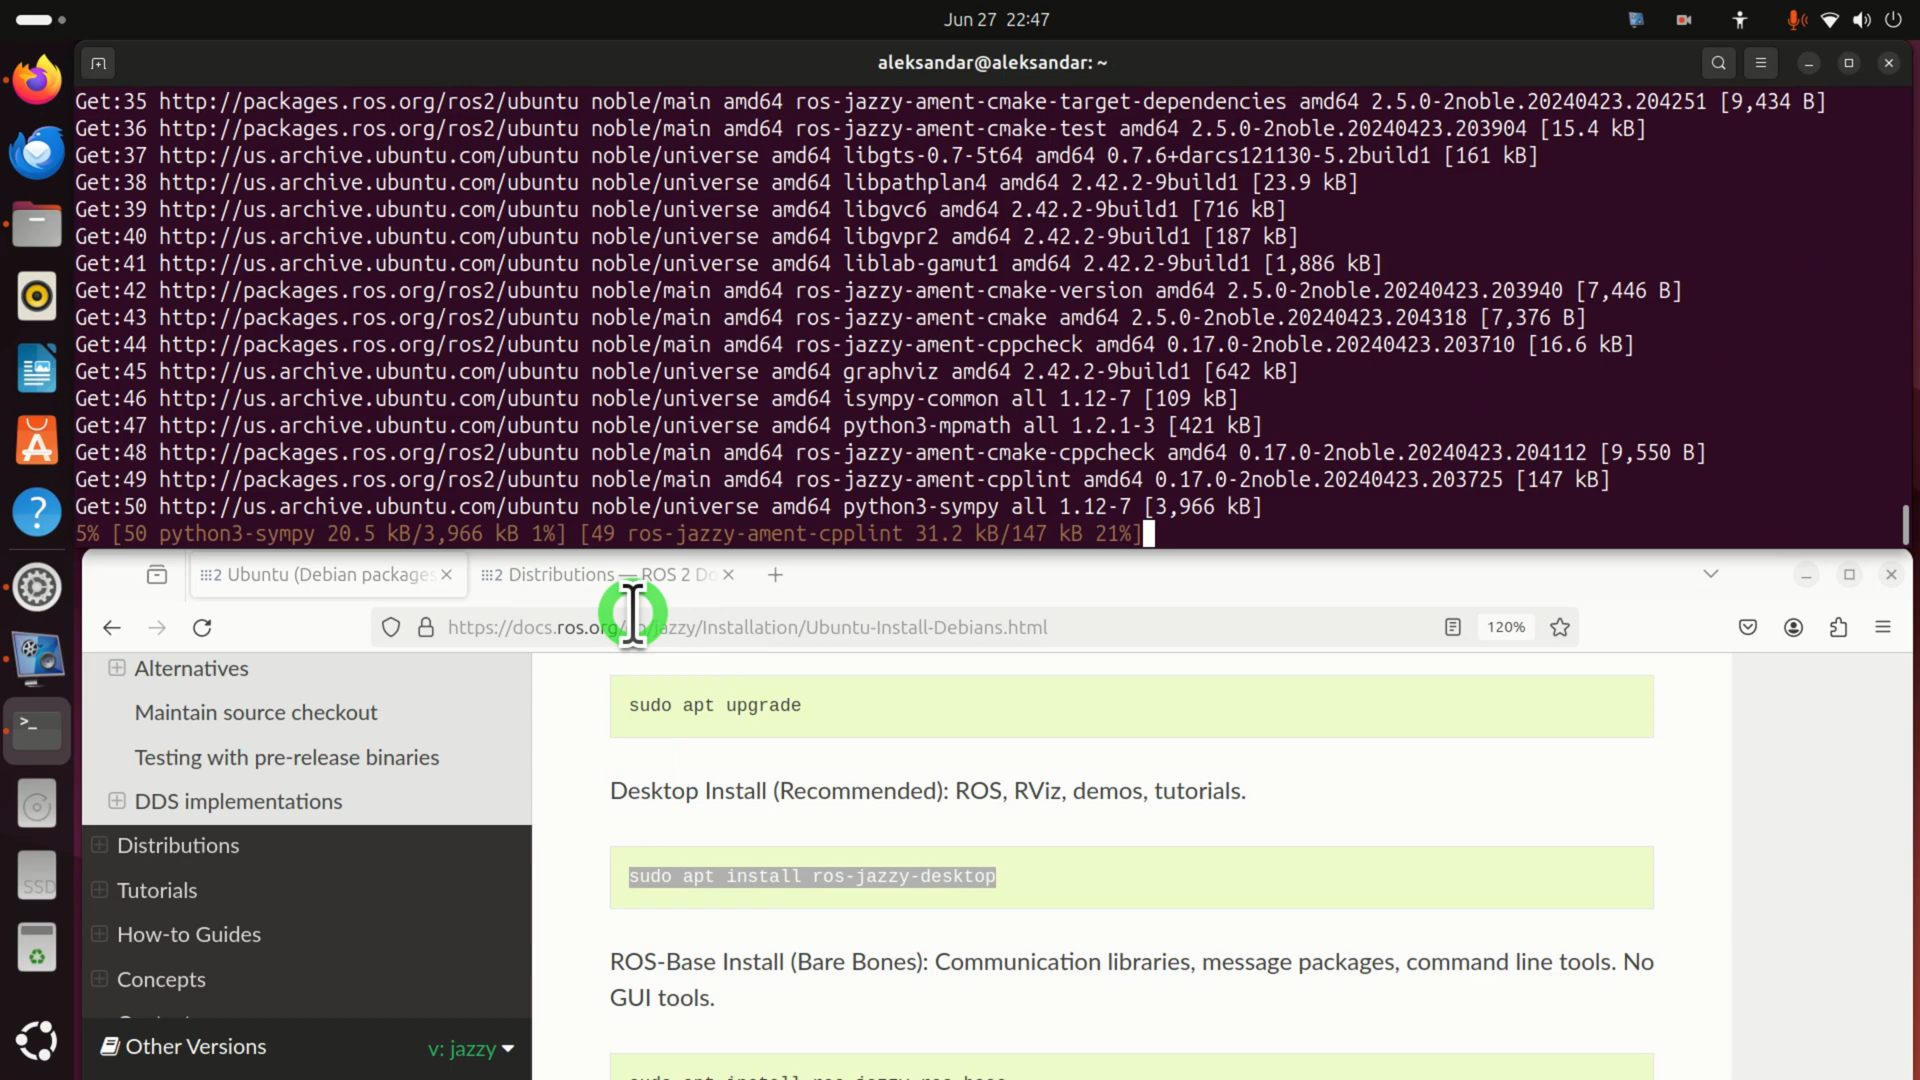 Jun 27 22:47
aleksandar@aleksandar: ~
Get:35 http://packages.ros.org/ros2/ubuntu noble/main amd64 ros-jazzy-ament-cmake-target-dependencies amd64 2.5.0-2noble.20240423.204251 [9,434 B]
Get:36 http://packages.ros.org/ros2/ubuntu noble/main amd64 ros-jazzy-ament-cmake-test amd64 2.5.0-2noble.20240423.203904 [15.4 kB]
Get:37 http://us.archive.ubuntu.com/ubuntu noble/universe amd64 libgts-0.7-5t64 amd64 0.7.6+darcs121130-5.2build1 [161 kB]
Get:38 http://us.archive.ubuntu.com/ubuntu noble/universe amd64 libpathplan4 amd64 2.42.2-9build1 [23.9 kB]
Get:39 http://us.archive.ubuntu.com/ubuntu noble/universe amd64 libgvc6 amd64 2.42.2-9build1 [716 kB]
Get:40 http://us.archive.ubuntu.com/ubuntu noble/universe amd64 libgvpr2 amd64 2.42.2-9build1 [187 kB]
Get:41 http://us.archive.ubuntu.com/ubuntu noble/universe amd64 liblab-gamut1 amd64 2.42.2-9build1 [1,886 kB]
Get:42 http://packages.ros.org/ros2/ubuntu noble/main amd64 ros-jazzy-ament-cmake-version amd64 2.5.0-2noble.20240423.203940 [7,446 B]
Get:43 http://packages.ros.org/ros2/ubuntu noble/main amd64 ros-jazzy-ament-cmake amd64 2.5.0-2noble.20240423.204318 [7,376 B]
Get:44 http://packages.ros.org/ros2/ubuntu noble/main amd64 ros-jazzy-ament-cppcheck amd64 0.17.0-2noble.20240423.203710 [16.6 kB]
Get:45 http://us.archive.ubuntu.com/ubuntu noble/universe amd64 graphviz amd64 2.42.2-9build1 [642 kB]
Get:46 http://us.archive.ubuntu.com/ubuntu noble/universe amd64 isympy-common all 1.12-7 [109 kB]
Get:47 http://us.archive.ubuntu.com/ubuntu noble/universe amd64 python3-mpmath all 1.2.1-3 [421 kB]
Get:48 http://packages.ros.org/ros2/ubuntu noble/main amd64 ros-jazzy-ament-cmake-cppcheck amd64 0.17.0-2noble.20240423.204112 [9,550 B]
Get:49 http://packages.ros.org/ros2/ubuntu noble/main amd64 ros-jazzy-ament-cpplint amd64 0.17.0-2noble.20240423.203725 [147 kB]
Get:50 http://us.archive.ubuntu.com/ubuntu noble/universe amd64 python3-sympy all 1.12-7 [3,966 kB]
5% [50 python3-sympy 20.5 kB/3,966 kB 1%] [49 ros-jazzy-ament-cpplint 31.2 kB/147 kB 21%]
Ubuntu (Debian packages
Distributions — ROS 2 Do
https://docs.ros.org/en/jazzy/Installation/Ubuntu-Install-Debians.html
120%
Alternatives
Maintain source checkout
Testing with pre-release binaries
DDS implementations
Distributions
Tutorials
How-to Guides
Concepts
Other Versions
v: jazzy
sudo apt upgrade
Desktop Install (Recommended): ROS, RViz, demos, tutorials.
sudo apt install ros-jazzy-desktop
ROS-Base Install (Bare Bones): Communication libraries, message packages, command line tools. No
GUI tools.
sudo apt install ros-jazzy-ros-base
SSD